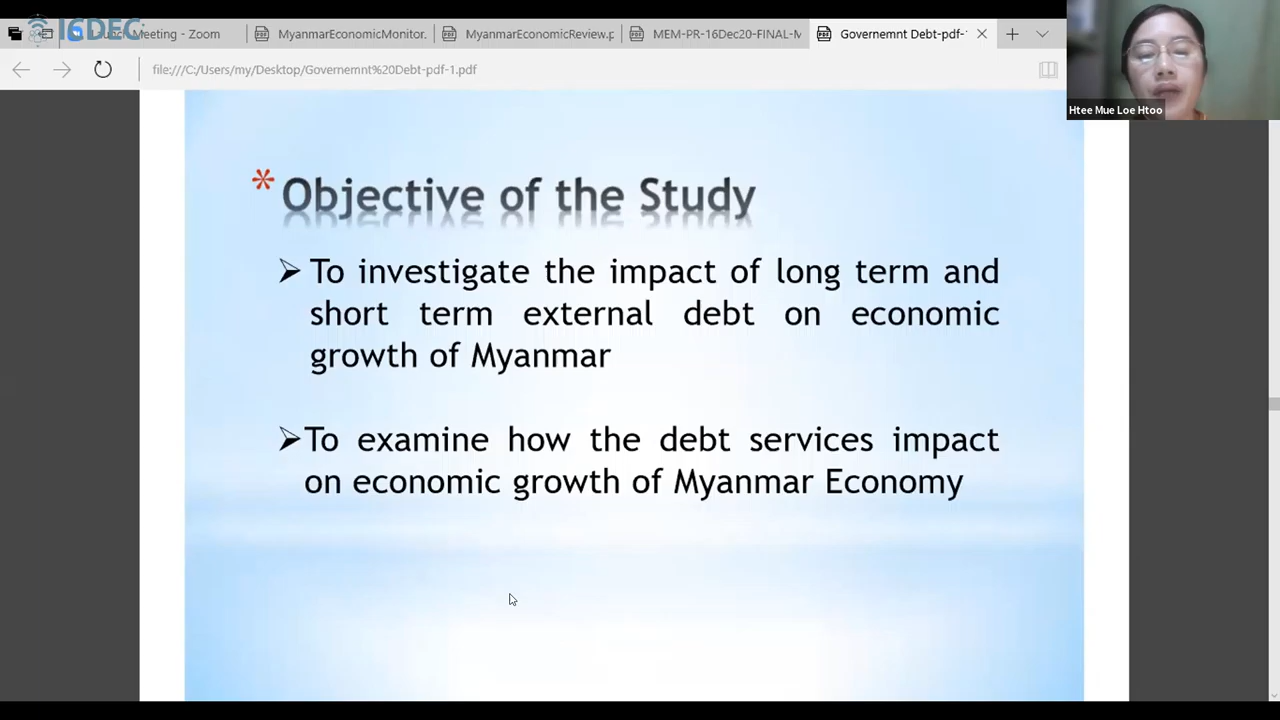 I6DEC
Meeting - Zoom
MyanmarEconomicMonitor.
MyanmarEconomicReview.p
MEM-PR-16Dec20-FINAL-M
Governemnt Debt-pdf-
file:///C:/Users/my/Desktop/Governemnt%20Debt-pdf-1.pdf
Htee Mue Loe Htoo
* Objective of the Study
To investigate the impact of long term and
short term external debt on economic
growth of Myanmar
To examine how the debt services impact
on economic growth of Myanmar Economy